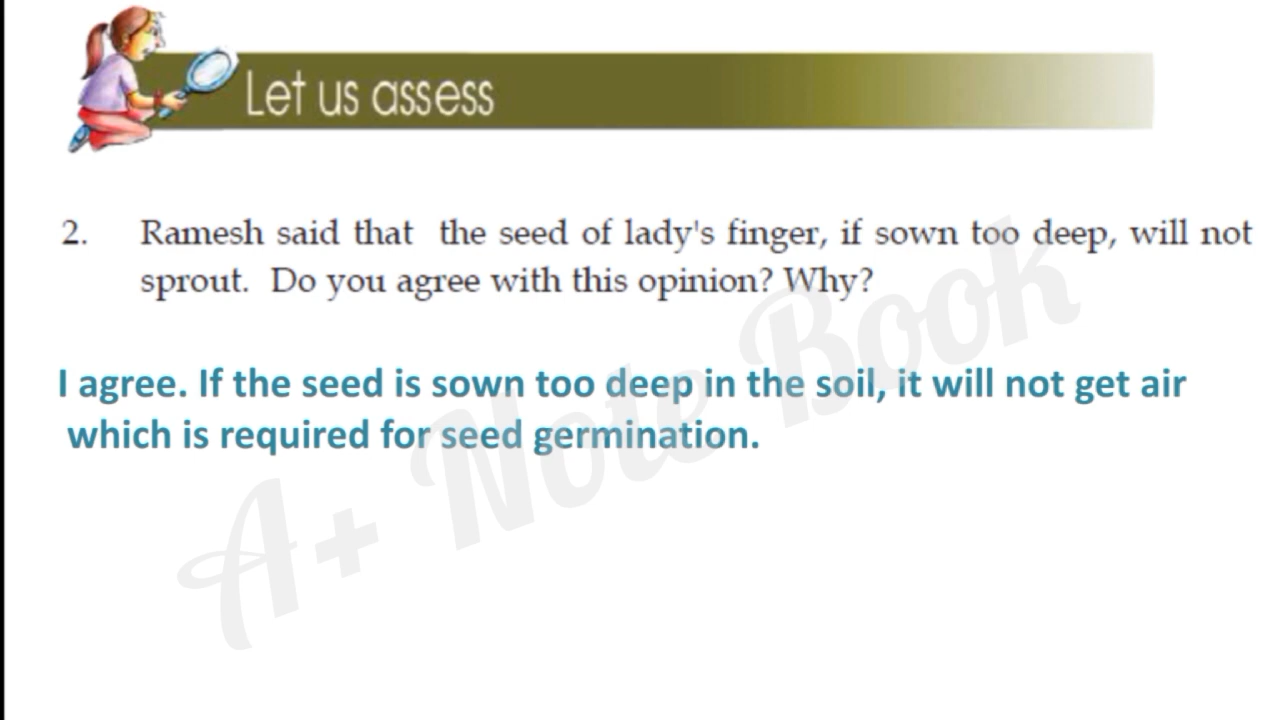 Let us assess
2. Ramesh said that the seed of lady's finger, if sown too deep, will not
sprout. Do you agree with this opinion? Why?
I agree. If the seed is sown too deep in the soil, it will not get air
which is required for seed germination.
A+ Note Book